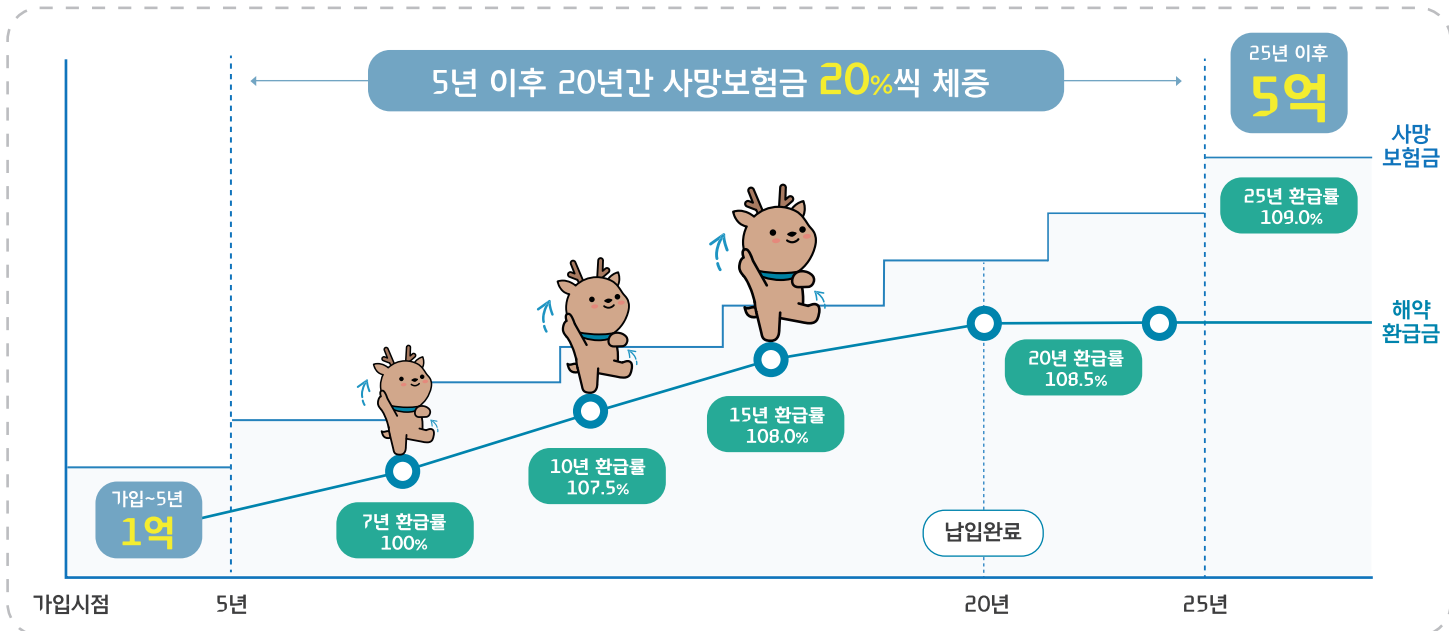 5년 이후 20년간 사망보험금 20%씩 체증
25년 이후
5억
사망
보험금
25년 환급률
109.0%
해약
환급금
20년 환급률
108.5%
15년 환급률
108.0%
10년 환급률
107.5%
가입~5년
1억
7년 환급률
100%
납입완료
가입시점
5년
20년
25년